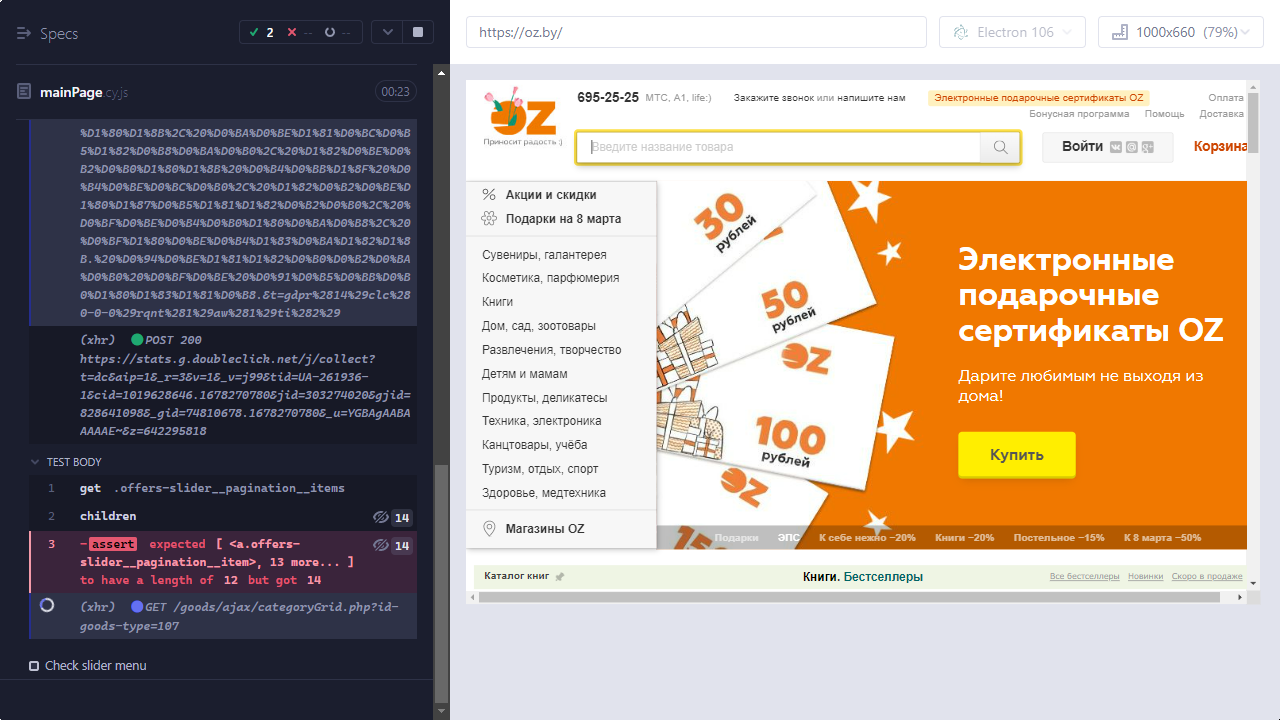 Specs
2
--
--
mainPage.cy.js
00:23
%D1%80%D1%8B%2C%20%D0%BA%D0%BE%D1%81%D0%BC%D0%B
5%D1%82%D0%B8%D0%BA%D0%B0%2C%20%D1%82%D0%BE%D0%
B2%D0%B0%D1%80%D1%8B%20%D0%B4%D0%BB%D1%8F%20%D0
%B4%D0%BE%D0%BC%D0%B0%2C%20%D1%82%D0%B2%D0%BE%D
1%80%D1%87%D0%B5%D1%81%D1%82%D0%B2%D0%B0%2C%20%
D0%BF%D0%BE%D0%B4%D0%B0%D1%80%D0%BA%D0%B8%2C%20
%D0%BF%D1%80%D0%BE%D0%B4%D1%83%D0%BA%D1%82%D1%8
B.%20%D0%94%D0%BE%D1%81%D1%82%D0%B0%D0%B2%D0%BA
%D0%B0%20%D0%BF%D0%BE%20%D0%91%D0%B5%D0%BB%D0%B
0%D1%80%D1%83%D1%81%D0%B8.&t=gdpr%2814%29clc%28
0-0-0%29rqnt%281%29aw%281%29ti%282%29
(xhr) POST 200
https://stats.g.doubleclick.net/j/collect?
t=dc&aip=1&_r=3&v=1&_v=j99&tid=UA-261936-
1&cid=1019628646.1678270780&jid=303274020&gjid=
828641098&_gid=74810678.1678270780&_u=YGBAgAABA
AAAAE~&z=642295818
TEST BODY
1 get .offers-slider__pagination__items
2 children 14
3 -assert expected [ <a.offers- 14
slider__pagination__item>, 13 more... ]
to have a length of 12 but got 14
(xhr) GET /goods/ajax/categoryGrid.php?id-
goods-type=107
Check slider menu
https://oz.by/
Electron 106
1000x660 (79%)
OZ
Приносит радость :)
695-25-25 МТС, А1, life:) Закажите звонок или напишите нам Электронные подарочные сертификаты OZ Оплата
Бонусная программа Помощь Доставка
Введите название товара
Войти
Корзина
Акции и скидки
Подарки на 8 марта
Сувениры, галантерея
Косметика, парфюмерия
Книги
Дом, сад, зоотовары
Развлечения, творчество
Детям и мамам
Продукты, деликатесы
Техника, электроника
Канцтовары, учёба
Туризм, отдых, спорт
Здоровье, медтехника
Магазины OZ
30
рублей
50
рублей
OZ
100
рублей
OZ
Электронные
подарочные
сертификаты OZ
Дарите любимым не выходя из
дома!
Купить
Подарки ЭПС К себе нежно −20% Книги −20% Постельное −15% К 8 марта −50%
Каталог книг
Книги. Бестселлеры
Все бестселлеры Новинки Скоро в продаже